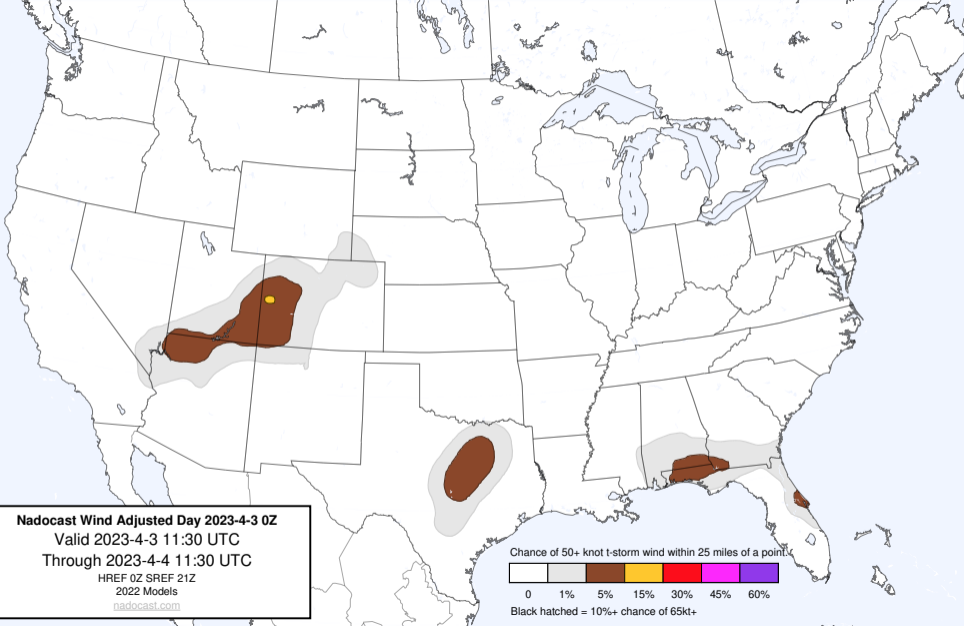 Nadocast Wind Adjusted Day 2023-4-3 0Z
Valid 2023-4-3 11:30 UTC
Through 2023-4-4 11:30 UTC
HREF 0Z SREF 21Z
2022 Models
nadocast.com
Chance of 50+ knot t-storm wind within 25 miles of a point.
0 1% 5% 15% 30% 45% 60%
Black hatched = 10%+ chance of 65kt+